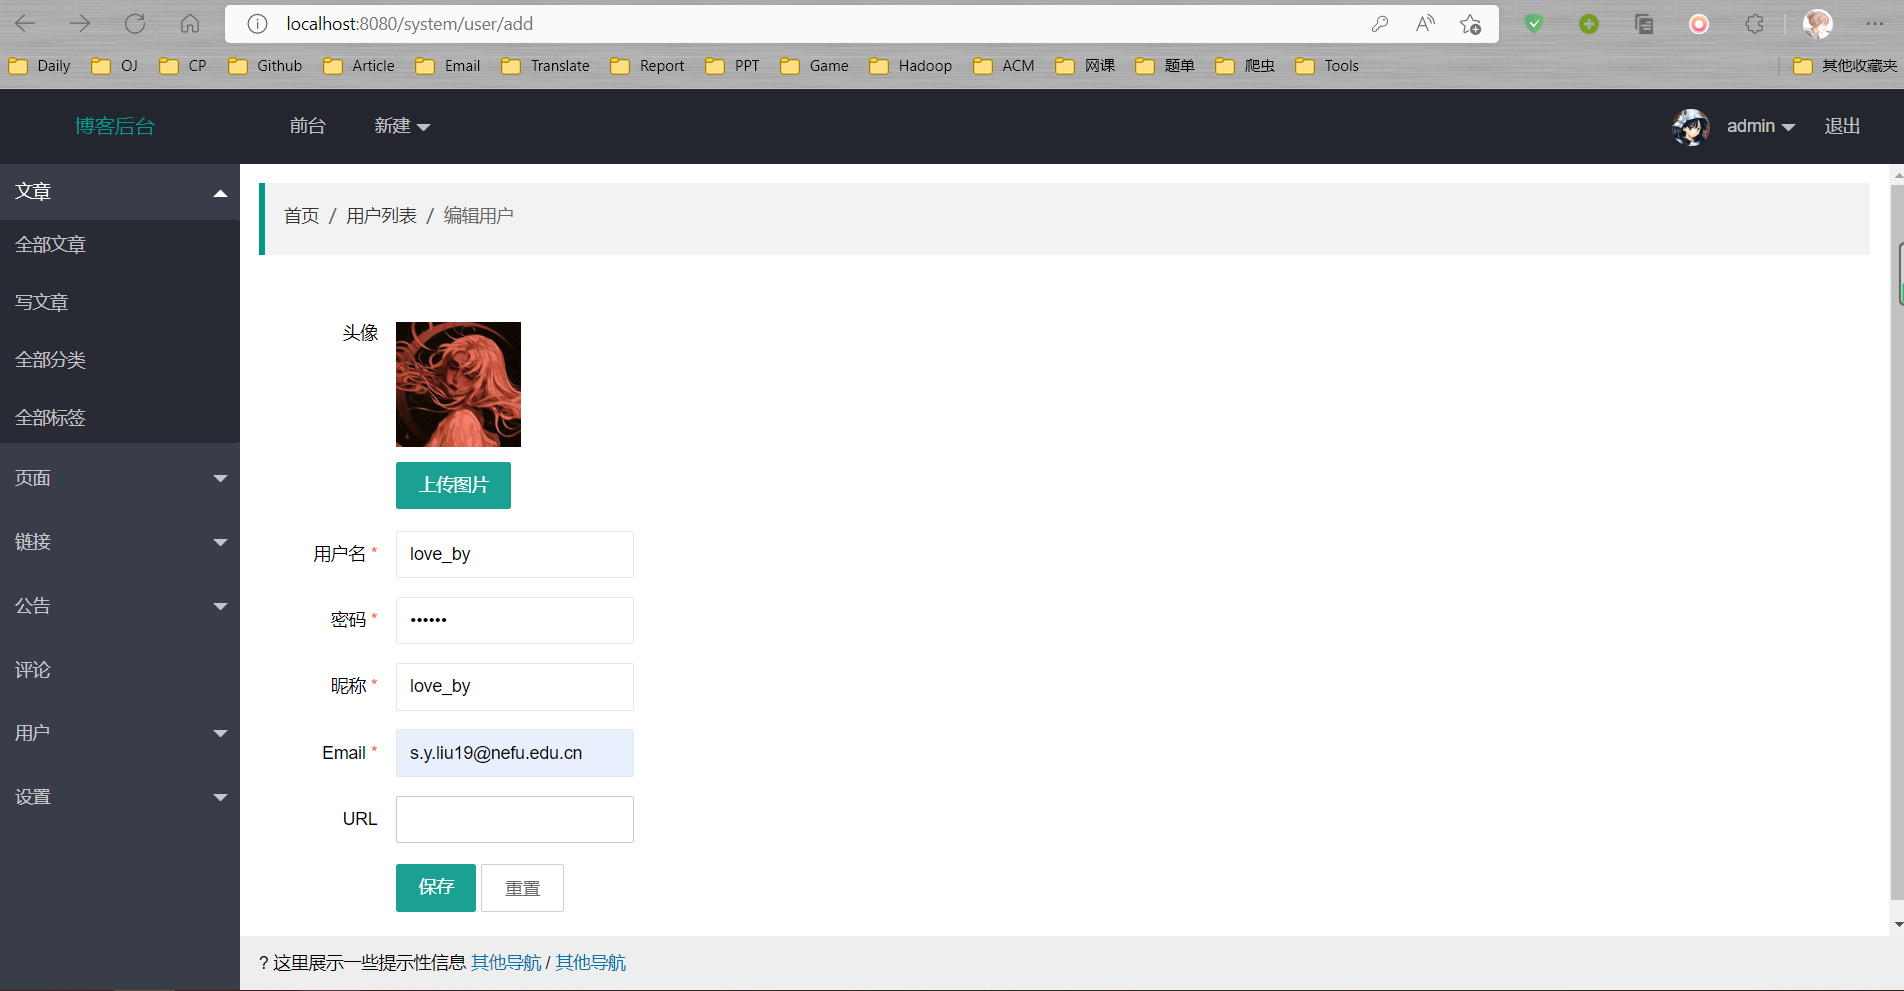 localhost:8080/system/user/add
Daily OJ CP Github Article Email Translate Report PPT Game Hadoop ACM 网课 题单 爬虫 Tools 其他收藏夹
博客后台 前台 新建 admin 退出
文章
全部文章
写文章
全部分类
全部标签
页面
链接
公告
评论
用户
设置
首页 / 用户列表 / 编辑用户
头像
上传图片
用户名 * love_by
密码 * ••••••
昵称 * love_by
Email * s.y.liu19@nefu.edu.cn
URL
保存 重置
? 这里展示一些提示性信息 其他导航 / 其他导航